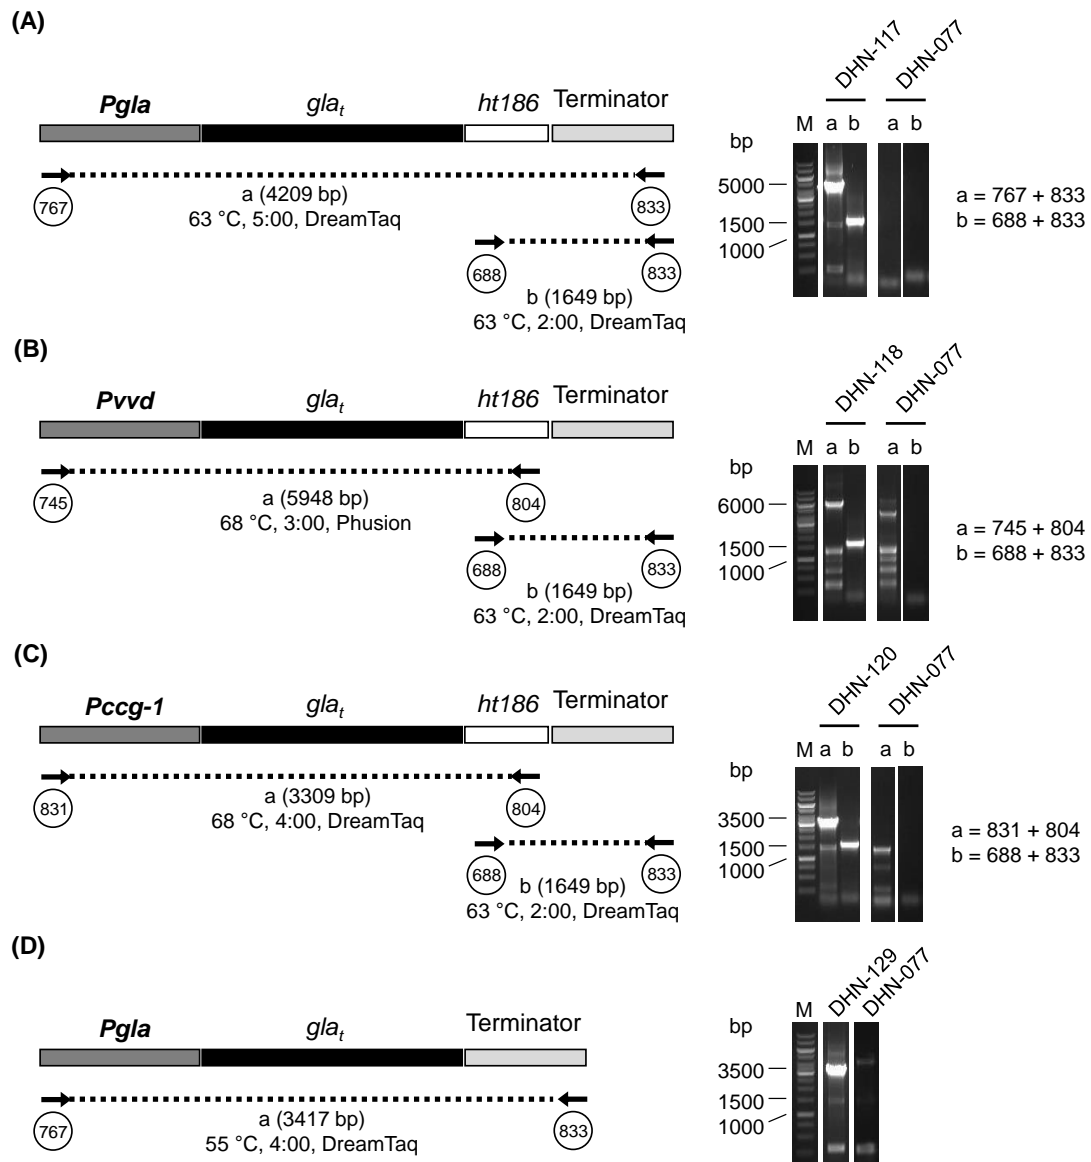 (A)
Pgla glat ht186 Terminator
767
a (4209 bp)
63 °C, 5:00, DreamTaq
833
688
833
b (1649 bp)
63 °C, 2:00, DreamTaq
DHN-117 DHN-077
bp M a b a b
5000
1500
1000
a = 767 + 833
b = 688 + 833
(B)
Pvvd glat ht186 Terminator
745
a (5948 bp)
68 °C, 3:00, Phusion
804
688
833
b (1649 bp)
63 °C, 2:00, DreamTaq
DHN-118 DHN-077
a b a b
bp M
6000
1500
1000
a = 745 + 804
b = 688 + 833
(C)
Pccg-1 glat ht186 Terminator
831
a (3309 bp)
68 °C, 4:00, DreamTaq
804
688
833
b (1649 bp)
63 °C, 2:00, DreamTaq
DHN-120 DHN-077
M a b a b
bp
3500
1500
1000
a = 831 + 804
b = 688 + 833
(D)
Pgla glat Terminator
767
a (3417 bp)
55 °C, 4:00, DreamTaq
833
DHN-129 DHN-077
M
bp
3500
1500
1000